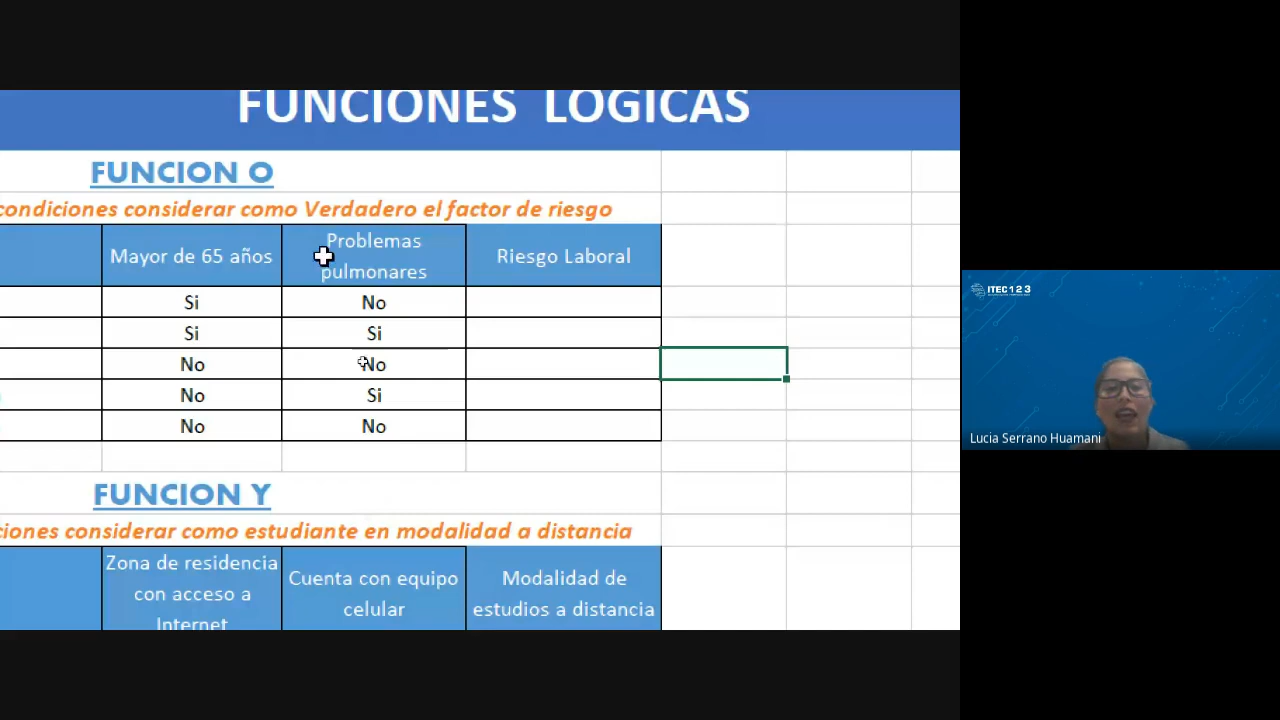 FUNCIONES LOGICAS
FUNCION O
condiciones considerar como Verdadero el factor de riesgo
Mayor de 65 años
Problemas
pulmonares
Riesgo Laboral
Si
No
Si
Si
No
No
No
Si
No
No
FUNCION Y
ciones considerar como estudiante en modalidad a distancia
Zona de residencia
con acceso a
Internet
Cuenta con equipo
celular
Modalidad de
estudios a distancia
ITEC 1 2 3
Lucia Serrano Huamani